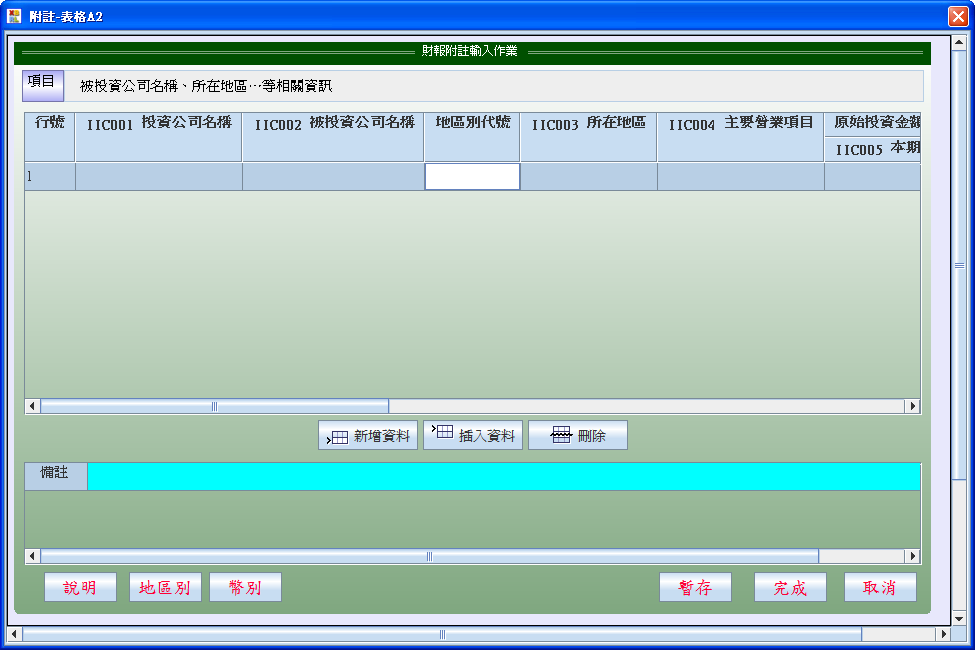 附註-表格A2
財報附註輸入作業
項目 被投資公司名稱、所在地區…等相關資訊
行號 IIC001 投資公司名稱 IIC002 被投資公司名稱 地區別代號 IIC003 所在地區 IIC004 主要營業項目 原始投資金額
IIC005 本期
1
新增資料 插入資料 刪除
備註
說明 地區別 幣別 暫存 完成 取消